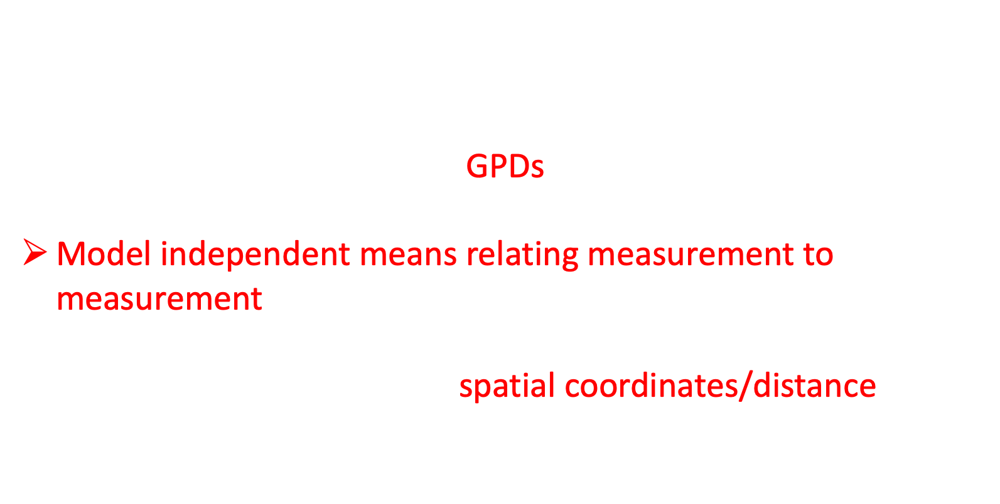 GPDs
➢ Model independent means relating measurement to
measurement
spatial coordinates/distance